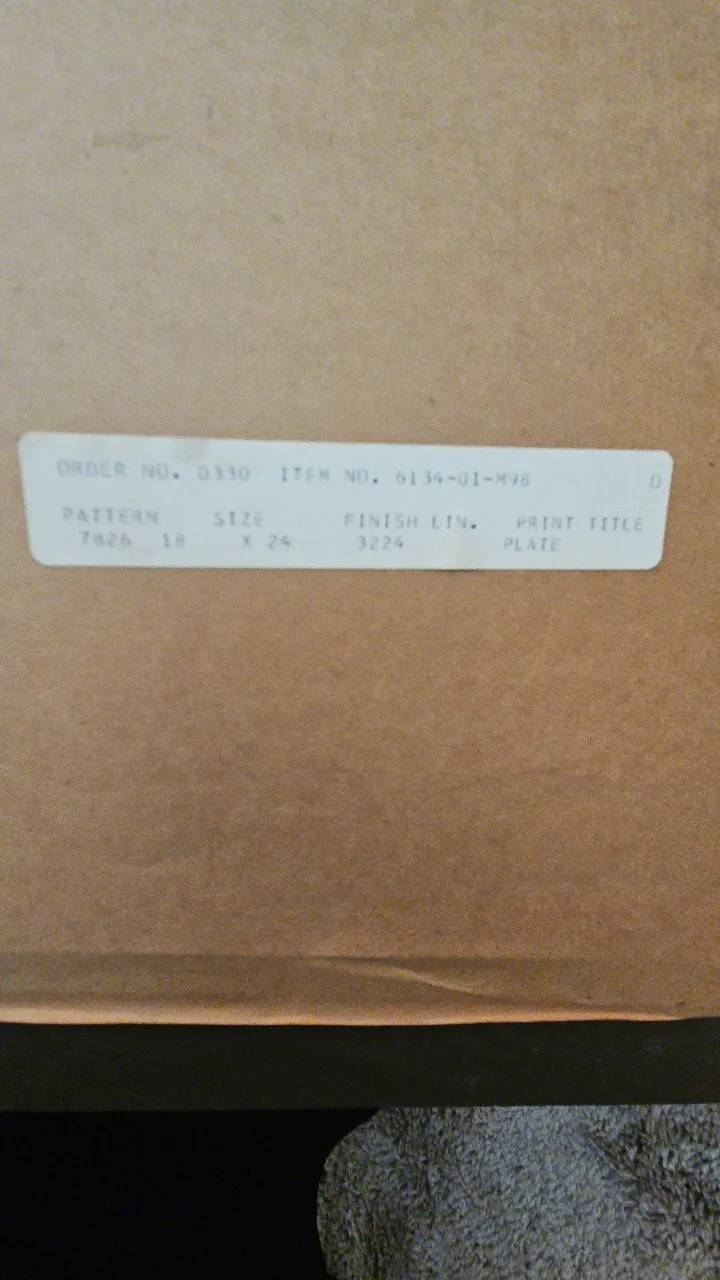 ORDER NO. 0330 ITEM NO. 6134-01-M98 0
PATTERN SIZE FINISH LIN. PRINT TITLE
7826 18 X 24 3224 PLATE